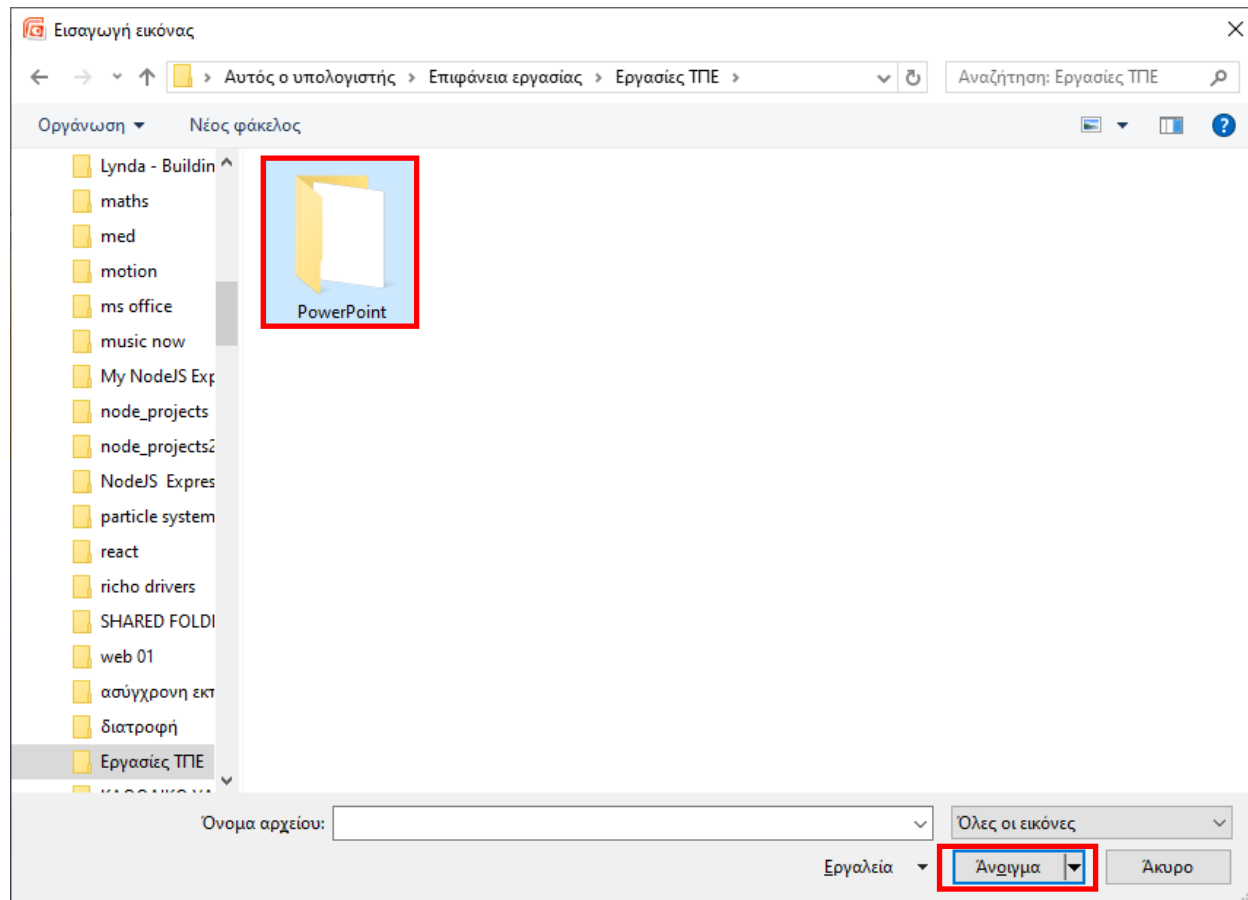 Εισαγωγή εικόνας
Αυτός ο υπολογιστής > Επιφάνεια εργασίας > Εργασίες ΤΠΕ >
Αναζήτηση: Εργασίες ΤΠΕ
Οργάνωση
Νέος φάκελος
Lynda - Buildin
maths
med
motion
ms office
music now
My NodeJS Exp
node_projects
node_projects2
NodeJS Expres
particle system
react
richo drivers
SHARED FOLDI
web 01
ασύγχρονη εκπ
διατροφή
Εργασίες ΤΠΕ
PowerPoint
Όνομα αρχείου:
Όλες οι εικόνες
Εργαλεία
Άνοιγμα
Άκυρο